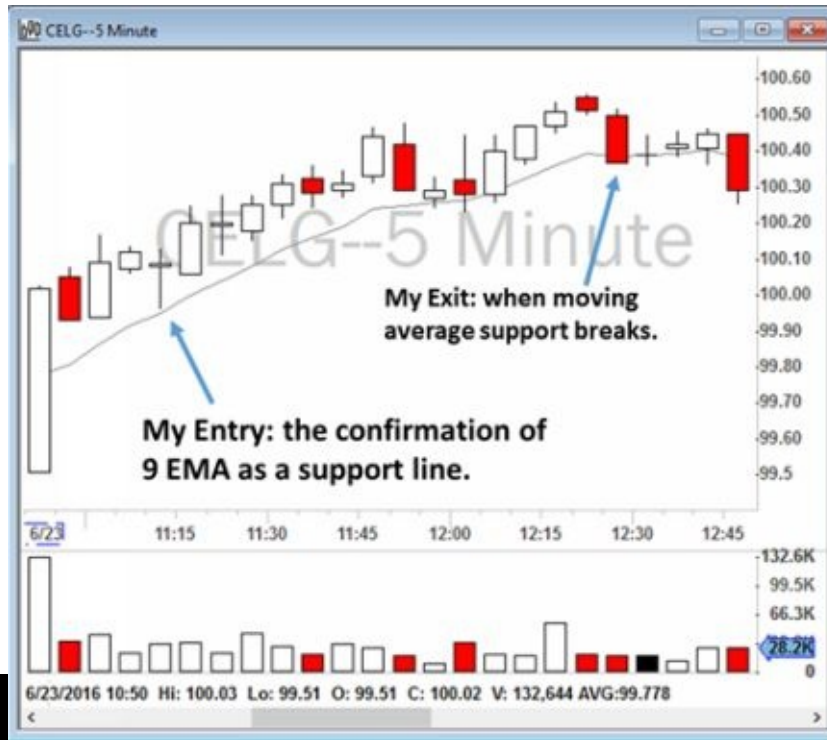 CELG--5 Minute
100.60
100.50
100.40
100.30
100.20
100.10
100.00
99.90
99.80
99.70
99.60
99.5
CELG--5 Minute
My Exit: when moving
average support breaks.
My Entry: the confirmation of
9 EMA as a support line.
6/23 11:15 11:30 11:45 12:00 12:15 12:30 12:45
132.6K
99.5K
66.3K
28.2K
0
6/23/2016 10:50 Hi: 100.03 Lo: 99.51 O: 99.51 C: 100.02 V: 132,644 AVG:99.778